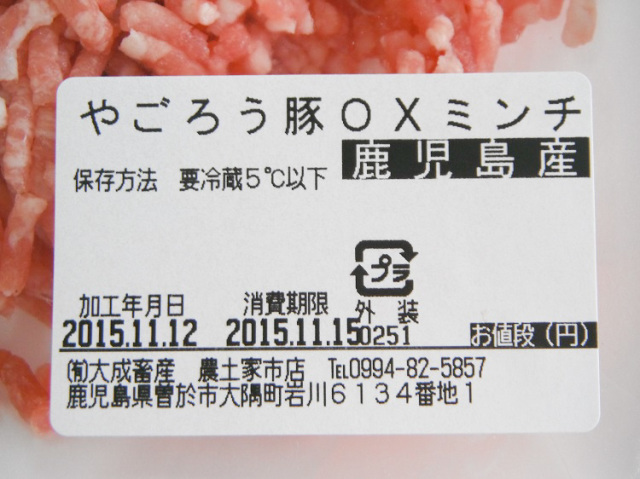 やごろう豚OXミンチ
鹿児島産
保存方法 要冷蔵5℃以下
プラ
加工年月日 消費期限 外装
2015.11.12 2015.11.15 0251 お値段(円)
㈲大成畜産 農土家市店 ℡0994-82-5857
鹿児島県曽於市大隅町岩川6134番地1